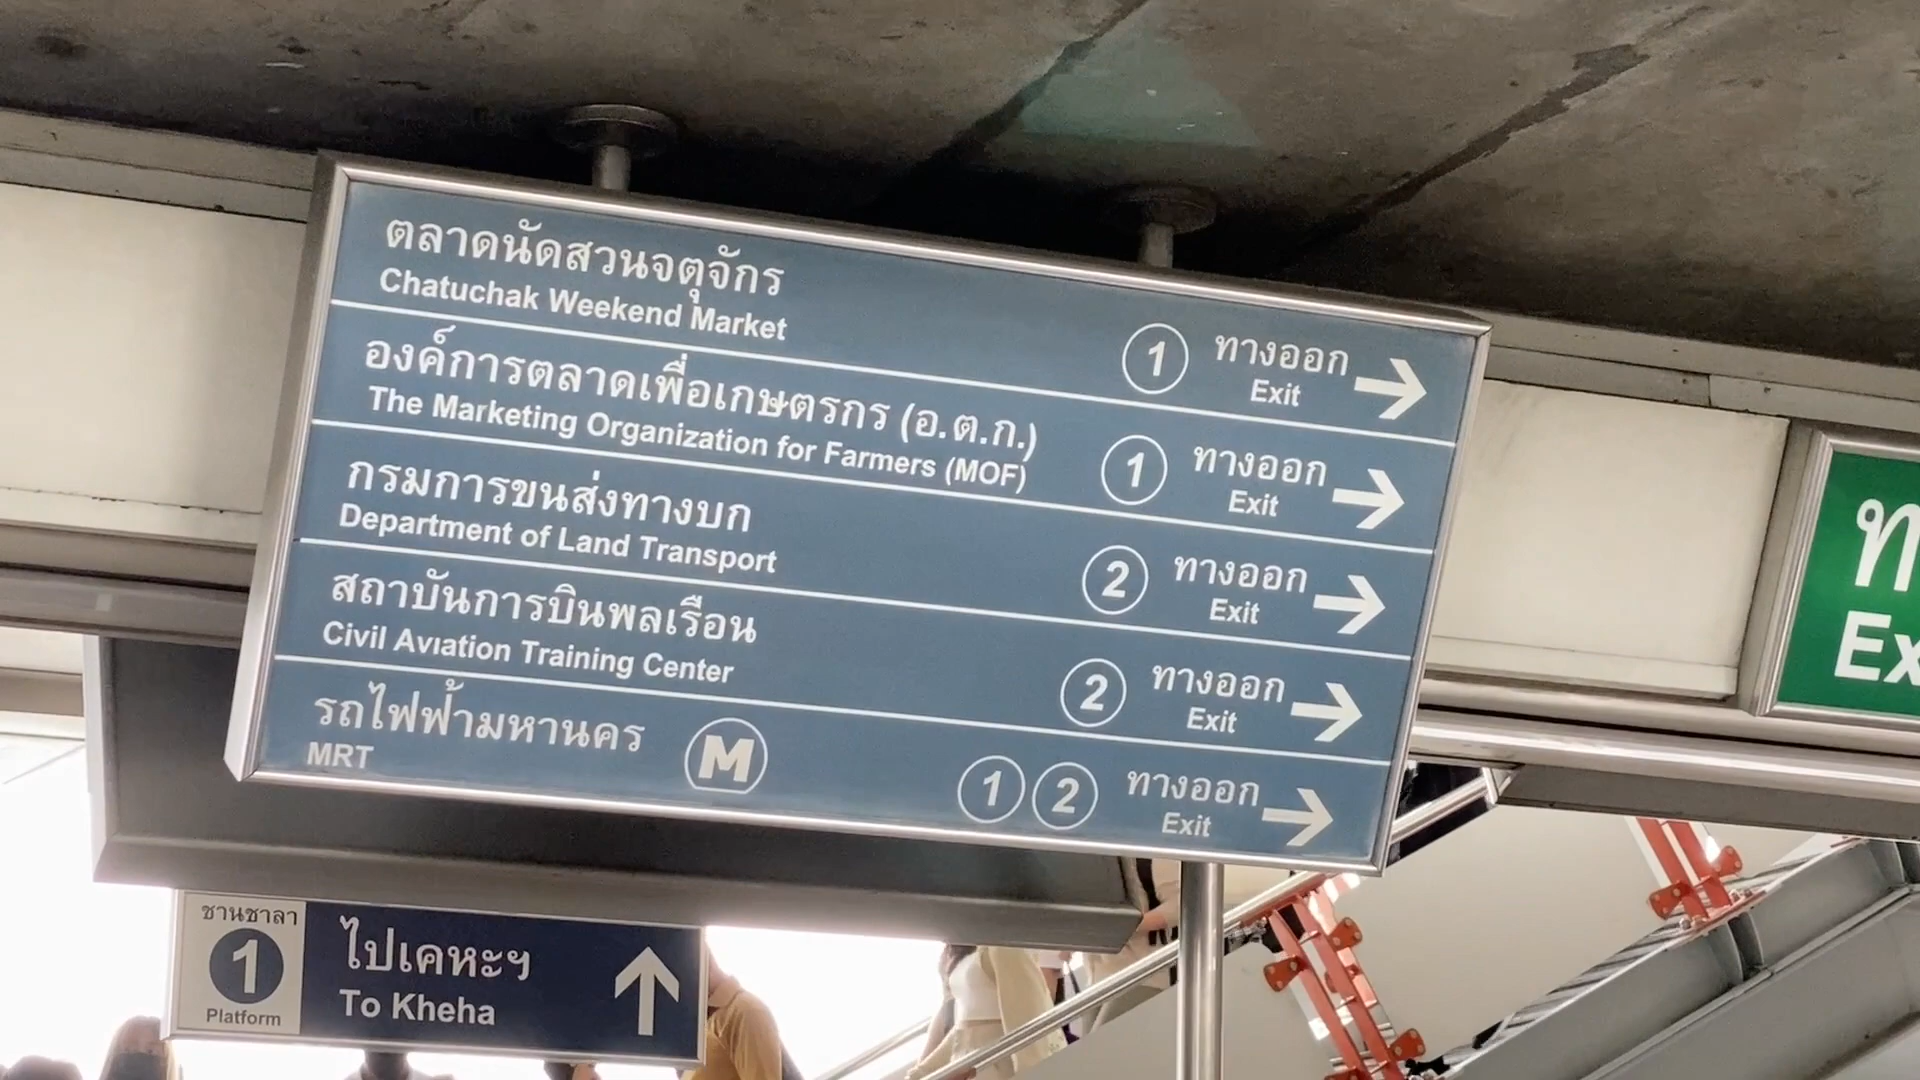 ตลาดนัดสวนจตุจักร
Chatuchak Weekend Market
1 ทางออก
Exit
องค์การตลาดเพื่อเกษตรกร (อ.ต.ก.)
The Marketing Organization for Farmers (MOF)
1 ทางออก
Exit
กรมการขนส่งทางบก
Department of Land Transport
2 ทางออก
Exit
สถาบันการบินพลเรือน
Civil Aviation Training Center
2 ทางออก
Exit
รถไฟฟ้ามหานคร
MRT
M
1 2 ทางออก
Exit
ชานชาลา
1
Platform
ไปเคหะฯ
To Kheha